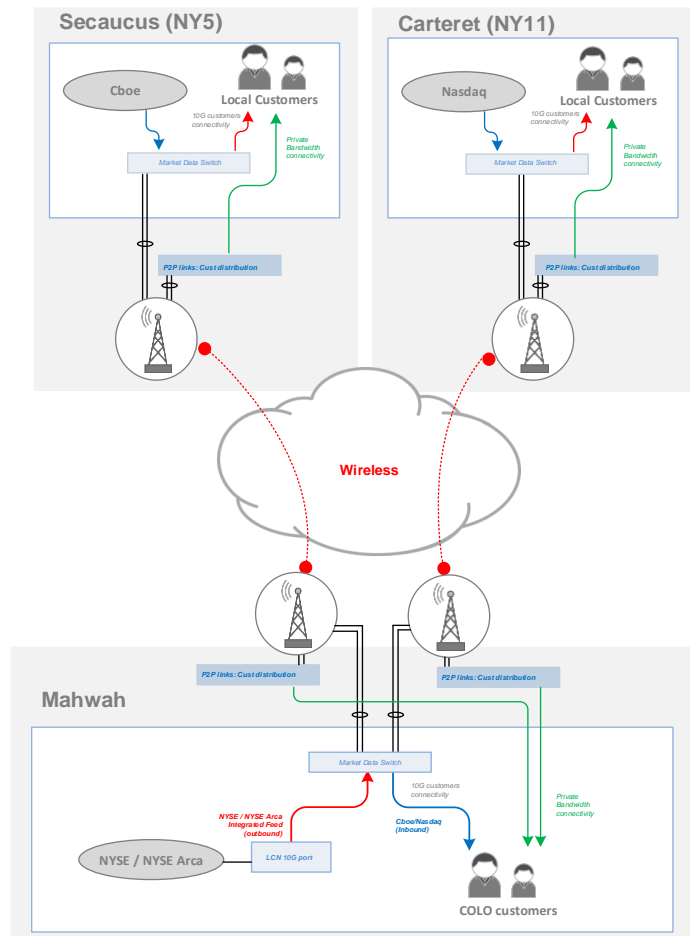 Secaucus (NY5)
Cboe
Local Customers
10G customers
connectivity
Private
Bandwidth
connectivity
Market Data Switch
P2P links: Cust distribution
Carteret (NY11)
Nasdaq
Local Customers
10G customers
connectivity
Private
Bandwidth
connectivity
Market Data Switch
P2P links: Cust distribution
Wireless
P2P links: Cust distribution
P2P links: Cust distribution
Mahwah
Market Data Switch
10G customers
connectivity
NYSE / NYSE Arca
Integrated Feed
(outbound)
Cboe/Nasdaq
(Inbound)
Private
Bandwidth
connectivity
NYSE / NYSE Arca
LCN 10G port
COLO customers